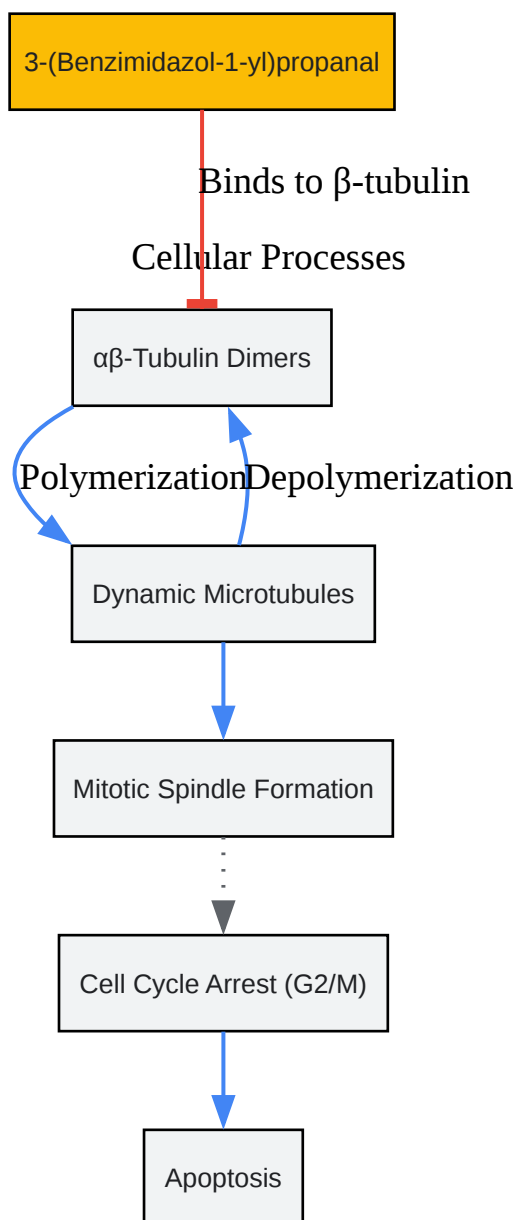 3-(Benzimidazol-1-yl)propanal
Binds to β-tubulin
Cellular Processes
αβ-Tubulin Dimers
Polymerization
Depolymerization
Dynamic Microtubules
Mitotic Spindle Formation
Cell Cycle Arrest (G2/M)
Apoptosis